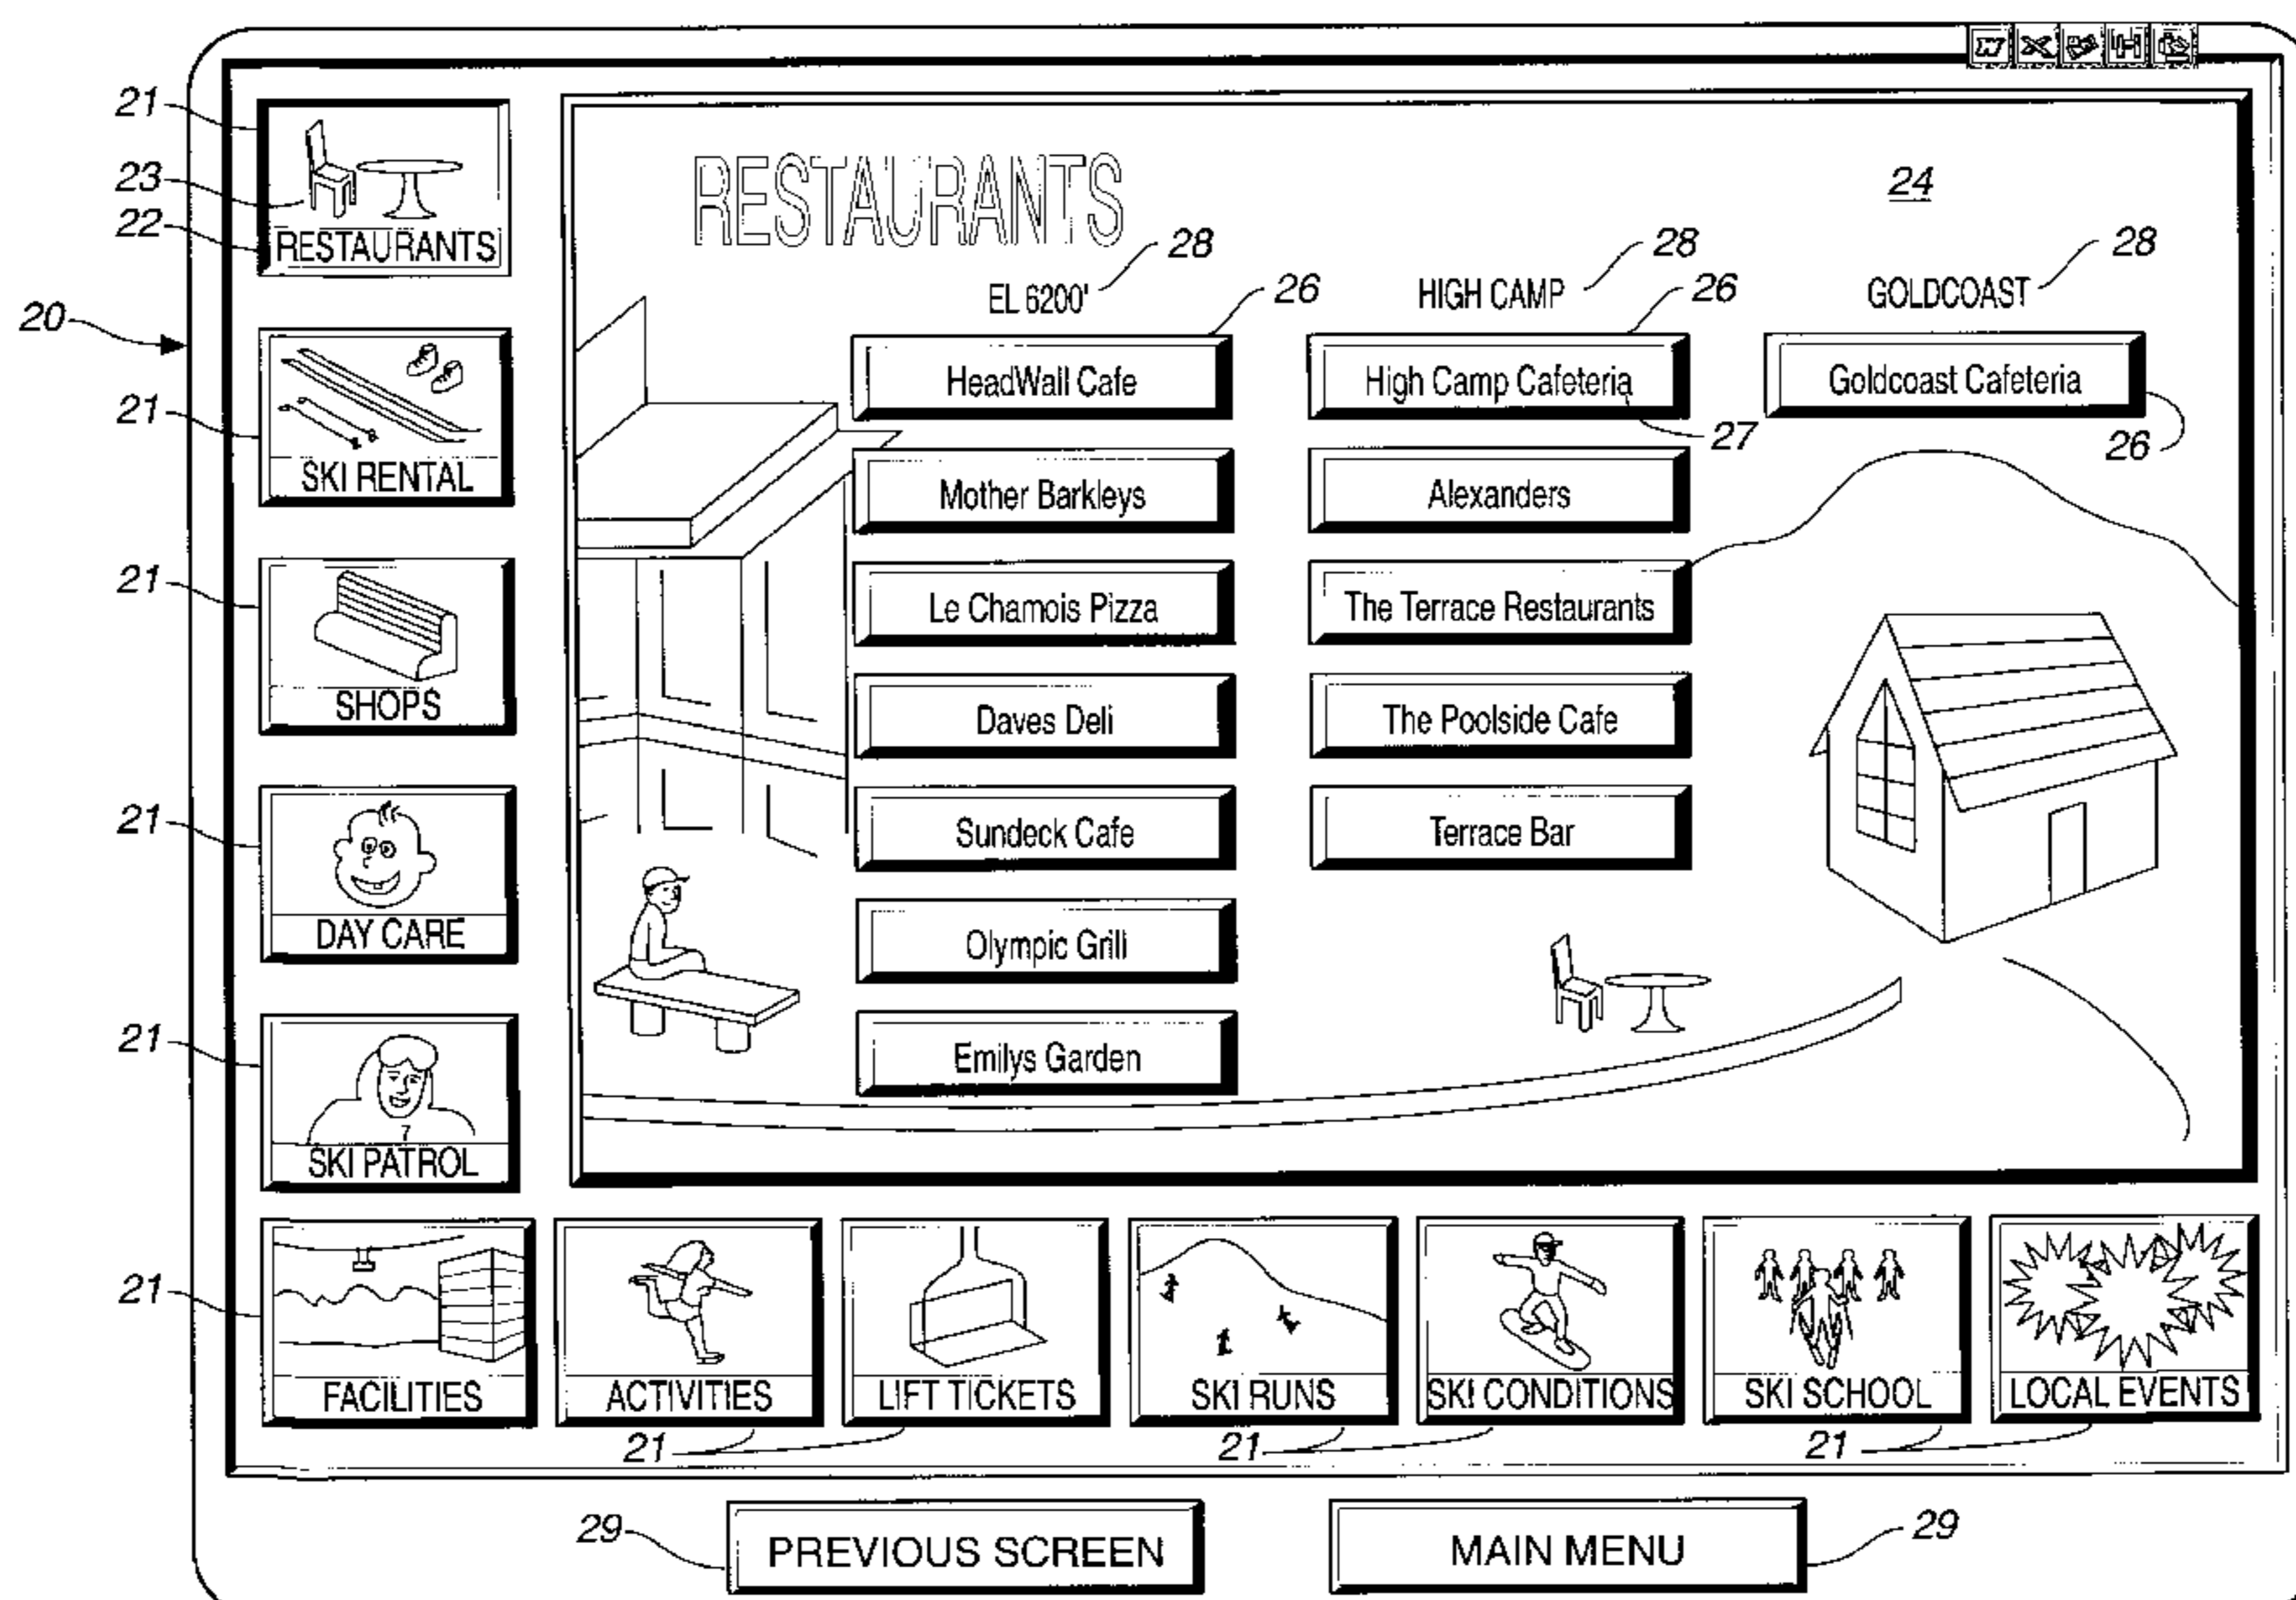 21
23
22
RESTAURANTS
20
21
SKI RENTAL
21
SHOPS
21
DAY CARE
21
7
SKI PATROL
RESTAURANTS
24
28
28
28
EL 6200'
HIGH CAMP
GOLDCOAST
26
26
HeadWall Cafe
High Camp Cafeteria
Goldcoast Cafeteria
27
26
Mother Barkleys
Alexanders
Le Chamois Pizza
The Terrace Restaurants
Daves Deli
The Poolside Cafe
Sundeck Cafe
Terrace Bar
Olympic Grill
Emilys Garden
21
FACILITIES
ACTIVITIES
LIFT TICKETS
SKI RUNS
SKI CONDITIONS
SKI SCHOOL
LOCAL EVENTS
21
21
21
29
PREVIOUS SCREEN
MAIN MENU
29